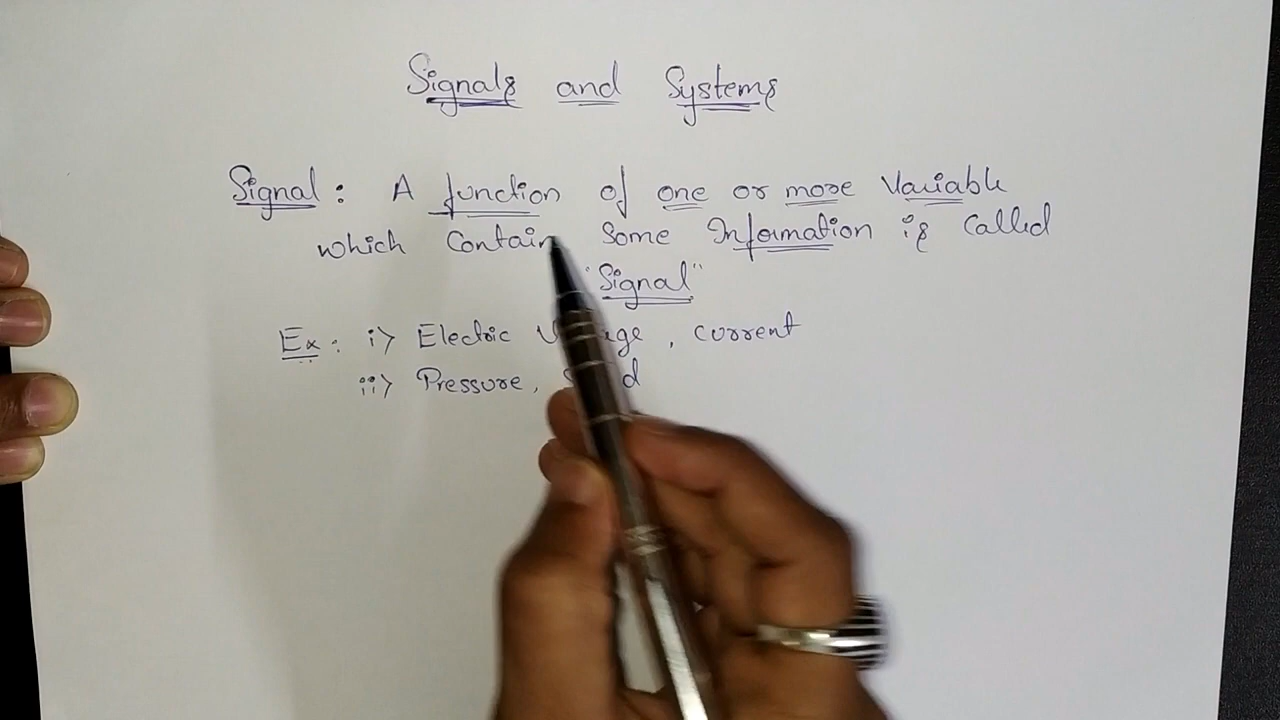 Signals and Systems
Signal: A function of one or more Variable
which Contain Some Information is Called
"Signal"
Ex: i> Electric , current
ii> Pressure,